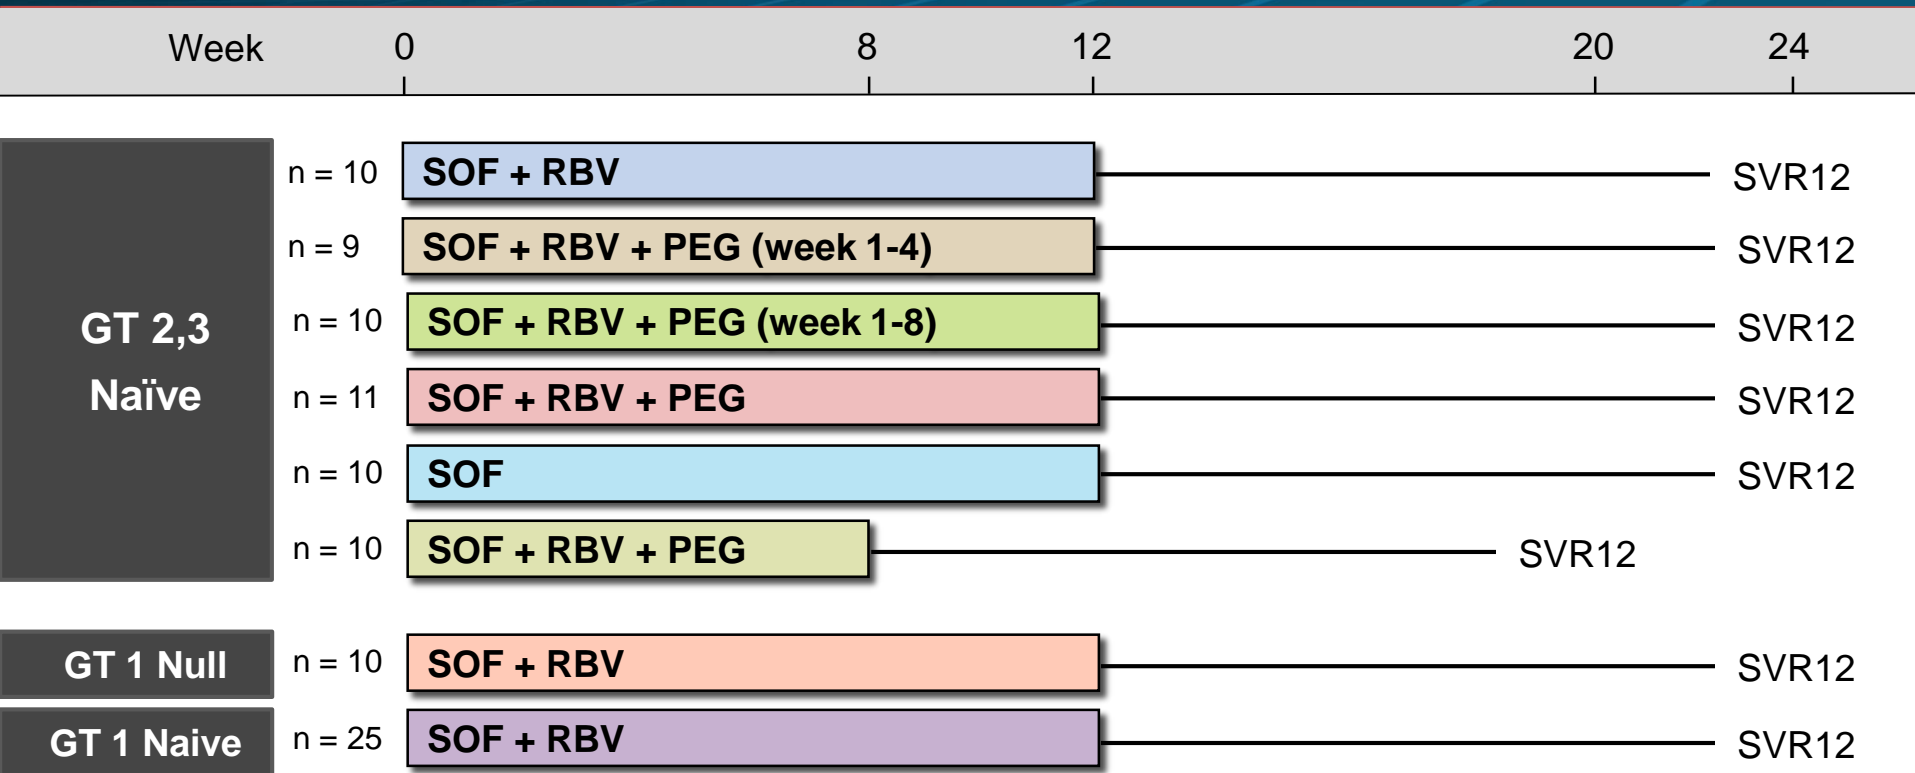 Week 0 8 12 20 24
n = 10 SOF + RBV SVR12
n = 9 SOF + RBV + PEG (week 1-4) SVR12
GT 2,3
Naïve
n = 10 SOF + RBV + PEG (week 1-8) SVR12
n = 11 SOF + RBV + PEG SVR12
n = 10 SOF SVR12
n = 10 SOF + RBV + PEG SVR12
GT 1 Null n = 10 SOF + RBV SVR12
GT 1 Naive n = 25 SOF + RBV SVR12